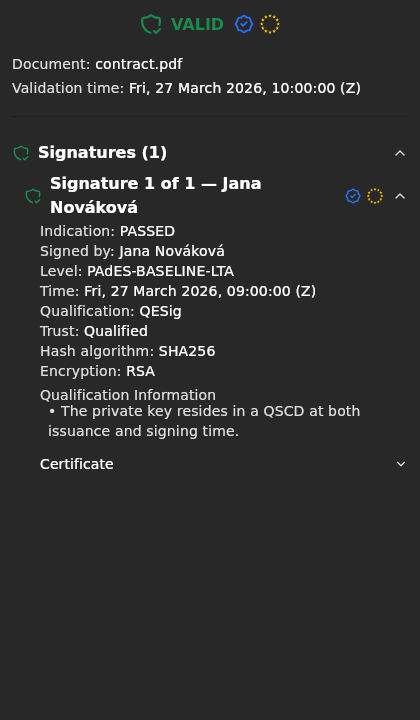 VALID
Document: contract.pdf
Validation time: Fri, 27 March 2026, 10:00:00 (Z)
Signatures (1)
Signature 1 of 1 — Jana
Nováková
Indication: PASSED
Signed by: Jana Nováková
Level: PAdES-BASELINE-LTA
Time: Fri, 27 March 2026, 09:00:00 (Z)
Qualification: QESig
Trust: Qualified
Hash algorithm: SHA256
Encryption: RSA
Qualification Information
• The private key resides in a QSCD at both
issuance and signing time.
Certificate